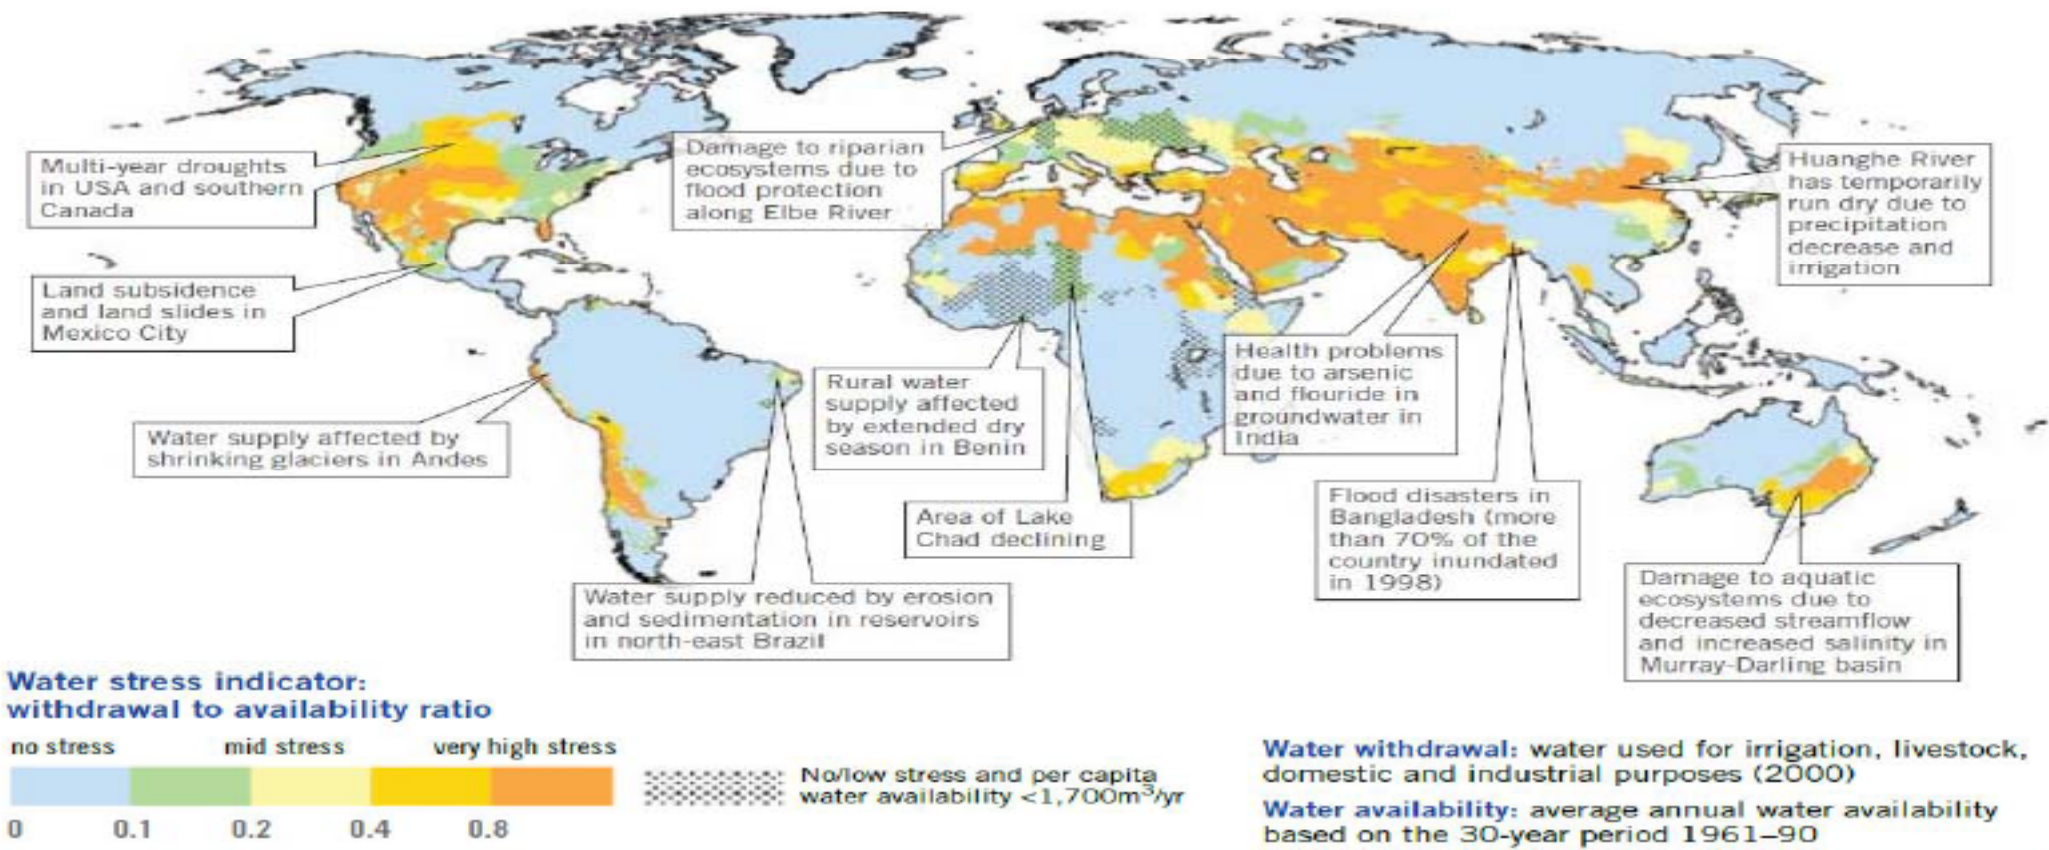 Multi-year droughts
in USA and southern
Canada
Land subsidence
and land slides in
Mexico City
Water supply affected by
shrinking glaciers in Andes
Water supply reduced by erosion
and sedimentation in reservoirs
in north-east Brazil
Damage to riparian
ecosystems due to
flood protection
along Elbe River
Rural water
supply affected
by extended dry
season in Benin
Area of Lake
Chad declining
Health problems
due to arsenic
and flouride in
groundwater in
India
Flood disasters in
Bangladesh (more
than 70% of the
country inundated
in 1998)
Huanghe River
has temporarily
run dry due to
precipitation
decrease and
irrigation
Damage to aquatic
ecosystems due to
decreased streamflow
and increased salinity in
Murray-Darling basin
Water stress indicator:
withdrawal to availability ratio
no stress mid stress very high stress
0 0.1 0.2 0.4 0.8
No/low stress and per capita
water availability <1,700m³/yr
Water withdrawal: water used for irrigation, livestock,
domestic and industrial purposes (2000)
Water availability: average annual water availability
based on the 30-year period 1961–90